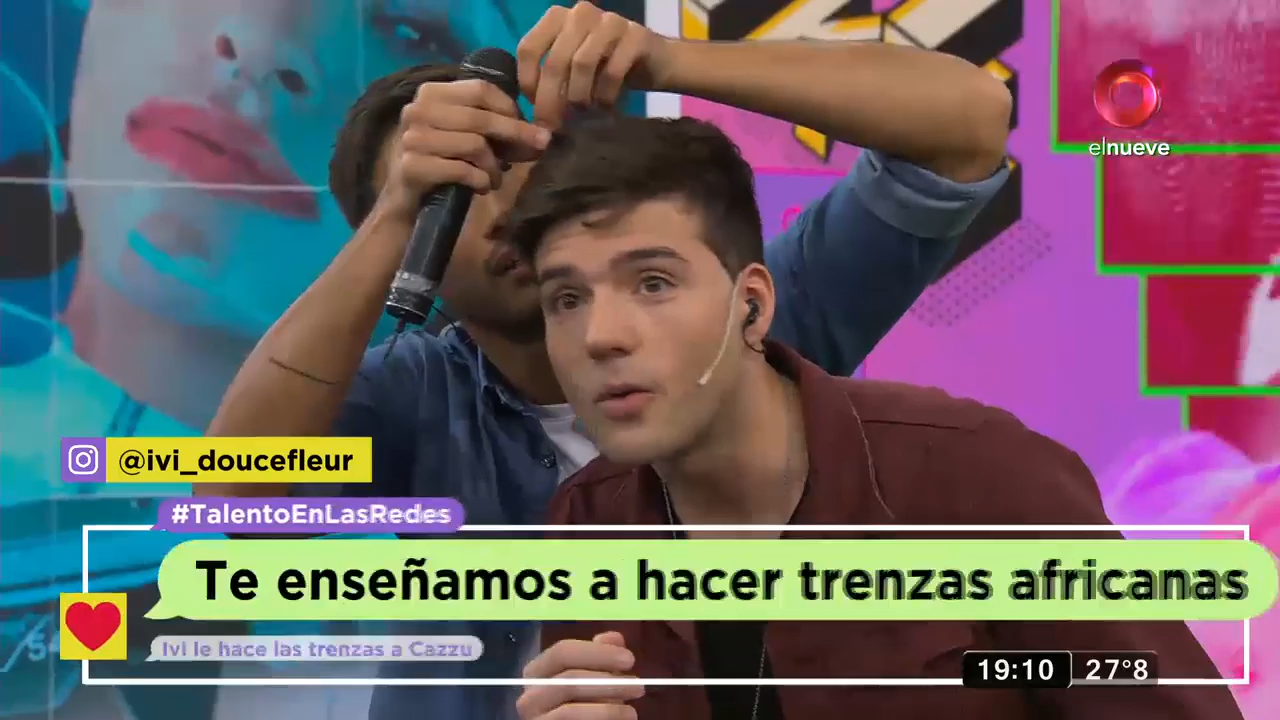 elnueve
@ivi_doucefleur
#TalentoEnLasRedes
Te enseñamos a hacer trenzas africanas
Ivi le hace las trenzas a Cazzu
19:10 27°8